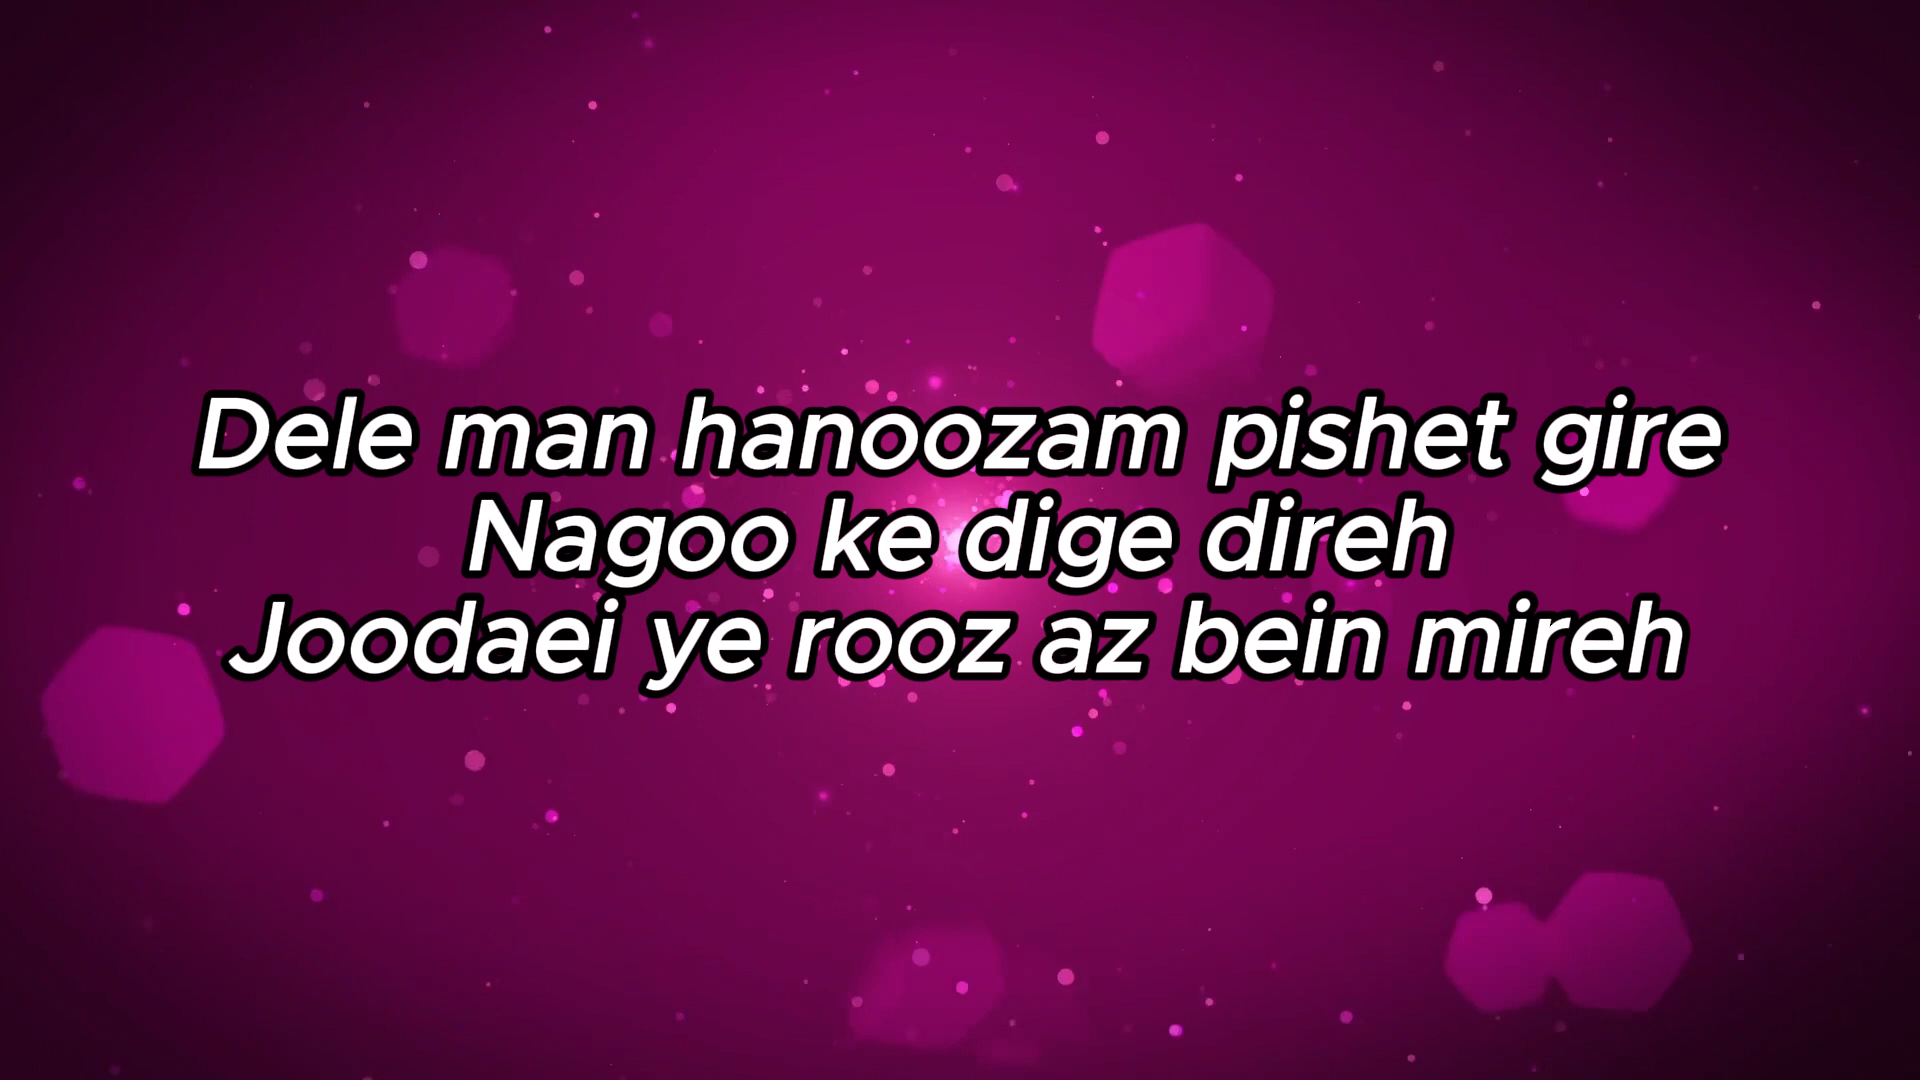 Dele man hanoozam pishet gire
Nagoo ke dige direh
Joodaei ye rooz az bein mireh